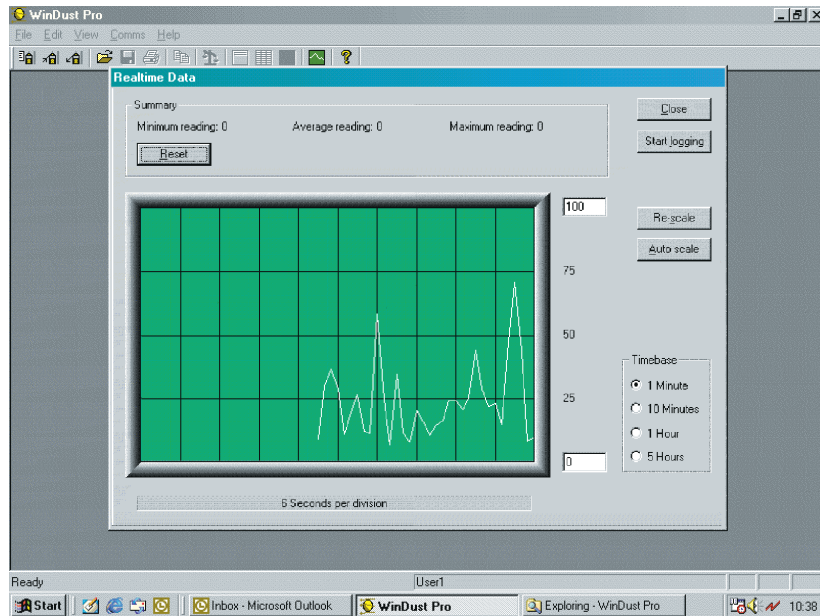 WinDust Pro
File Edit View Comms Help
Realtime Data
Summary
Minimum reading: 0 Average reading: 0 Maximum reading: 0
Reset
Close
Start logging
100
75
50
25
0
Re-scale
Auto scale
Timebase
1 Minute
10 Minutes
1 Hour
5 Hours
6 Seconds per division
Ready User1
Start Inbox - Microsoft Outlook WinDust Pro Exploring - WinDust Pro 10:38